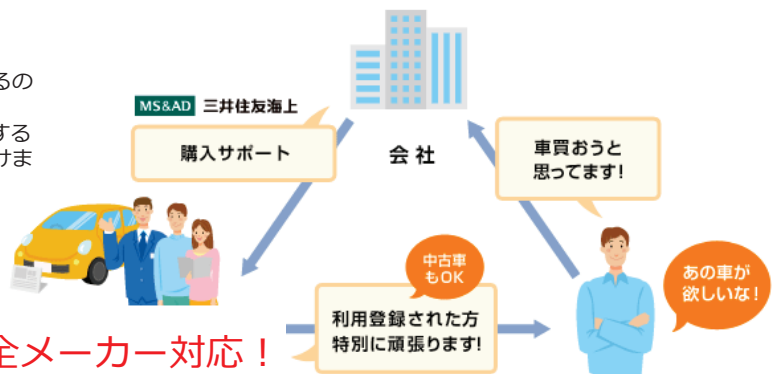 るの
する
けま
MS&AD 三井住友海上
購入サポート
会社
車買おうと
思ってます!
中古車
もOK
あの車が
欲しいな!
利用登録された方
特別に頑張ります!
全メーカー対応！